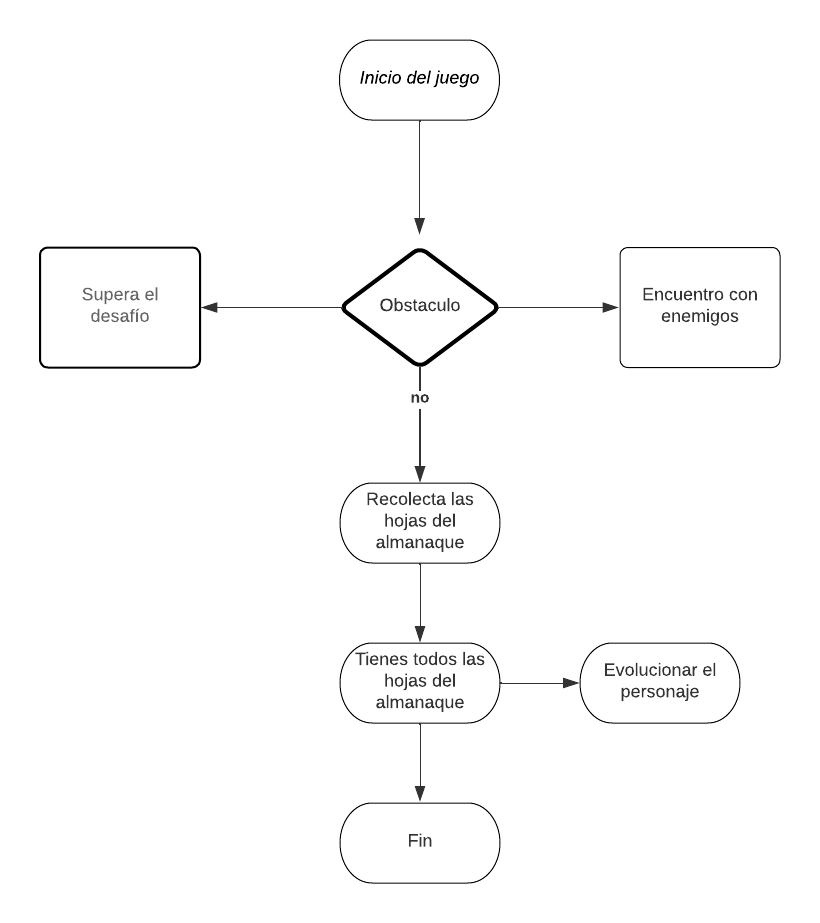 Inicio del juego
Supera el
desafío
Obstaculo
Encuentro con
enemigos
no
Recolecta las
hojas del
almanaque
Tienes todos las
hojas del
almanaque
Evolucionar el
personaje
Fin